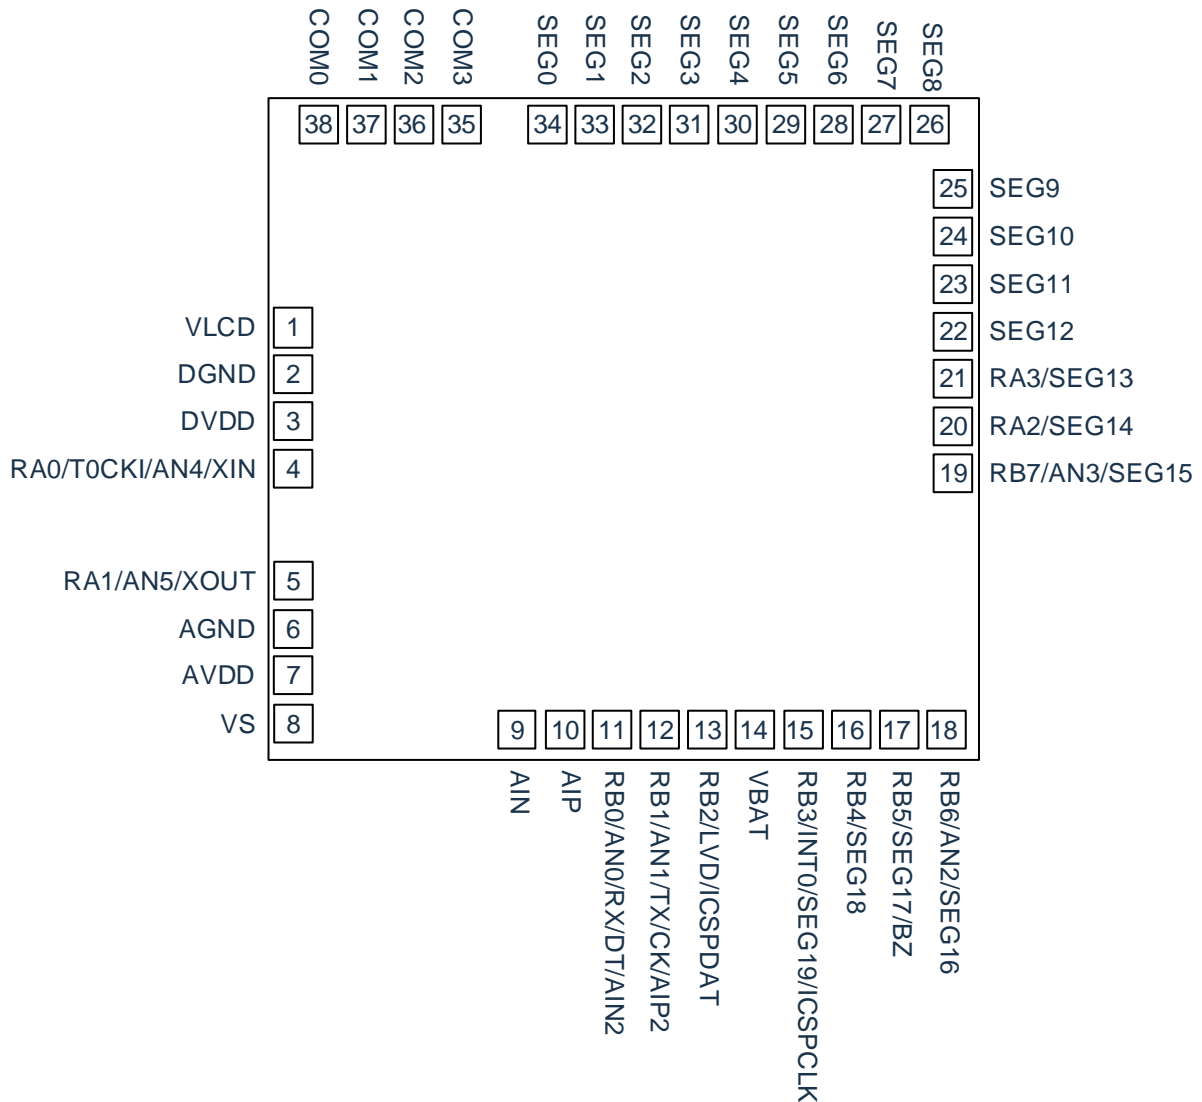 COM0 COM1 COM2 COM3 SEG0 SEG1 SEG2 SEG3 SEG4 SEG5 SEG6 SEG7 SEG8
38 37 36 35 34 33 32 31 30 29 28 27 26
25 SEG9
24 SEG10
23 SEG11
22 SEG12
21 RA3/SEG13
20 RA2/SEG14
19 RB7/AN3/SEG15
VLCD 1
DGND 2
DVDD 3
RA0/T0CKI/AN4/XIN 4
RA1/AN5/XOUT 5
AGND 6
AVDD 7
VS 8
9 10 11 12 13 14 15 16 17 18
AIN
AIP
RB0/AN0/RX/DT/AIN2
RB1/AN1/TX/CK/AIP2
RB2/LVD/ICSPDAT
VBAT
RB3/INT0/SEG19/ICSPCLK
RB4/SEG18
RB5/SEG17/BZ
RB6/AN2/SEG16